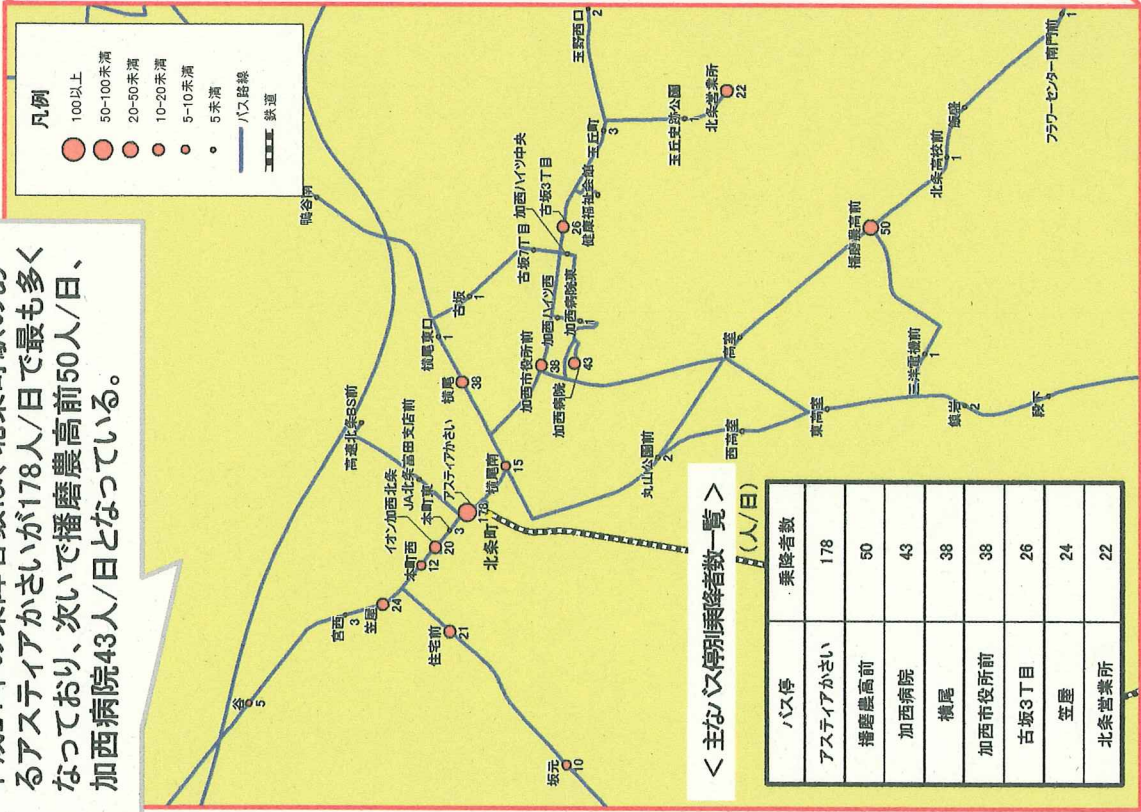 るアスティアかさいが178人/日で最も多く
なっており、次いで播磨農高前50人/日、
加西病院43人/日となっている。
凡例
100以上
50-100未満
20-50未満
10-20未満
5-10未満
5未満
バス路線
鉄道
鴨谷南
谷
5
宮西
3
笠屋
24
本町西
12
イオン加西北条
20
JA北条富田支店前
本町東
3
アスティアかさい
178
北条町
高速北条BS前
住宅前
21
坂元
10
横尾南
15
横尾
38
横尾東口
1
古坂
1
古坂7丁目
加西ハイツ中央
古坂3丁目
26
健康福祉会館
加西市役所前
38
加西ハイツ西
加西病院東
1
加西病院
43
玉丘町
3
玉野西口
2
玉丘史跡公園
1
北条営業所
22
丸山公園前
2
西高室
高室
東高室
播磨農高前
50
北条高校前
1
飯盛
フラワーセンター南門前
1
三洋電機前
1
鎮岩
2
段下
＜主なバス停別乗降者数一覧＞
(人/日)
バス停 乗降者数
アスティアかさい 178
播磨農高前 50
加西病院 43
横尾 38
加西市役所前 38
古坂3丁目 26
笠屋 24
北条営業所 22